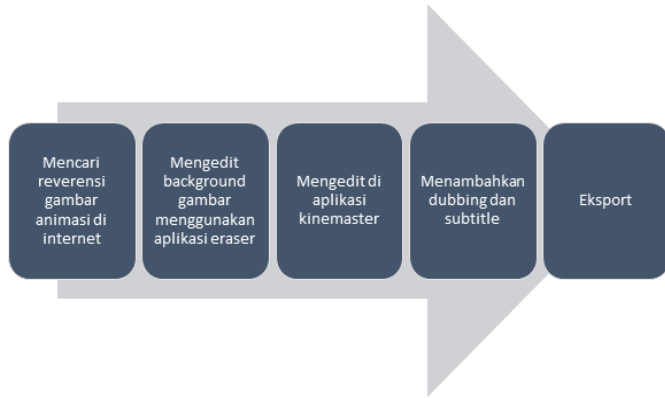 Mencari
reverensi
gambar
animasi di
internet
Mengedit
background
gambar
menggunakan
aplikasi eraser
Mengedit di
aplikasi
kinemaster
Menambahkan
dubbing dan
subtitle
Eksport